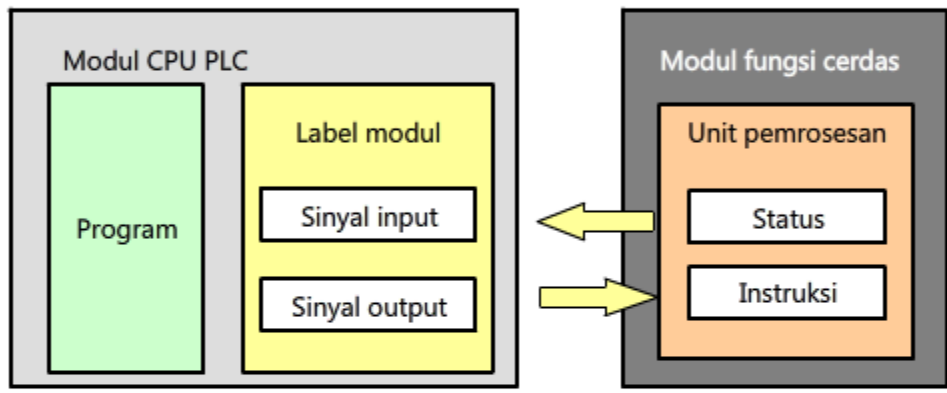 Modul CPU PLC
Program
Label modul
Sinyal input
Sinyal output
Modul fungsi cerdas
Unit pemrosesan
Status
Instruksi